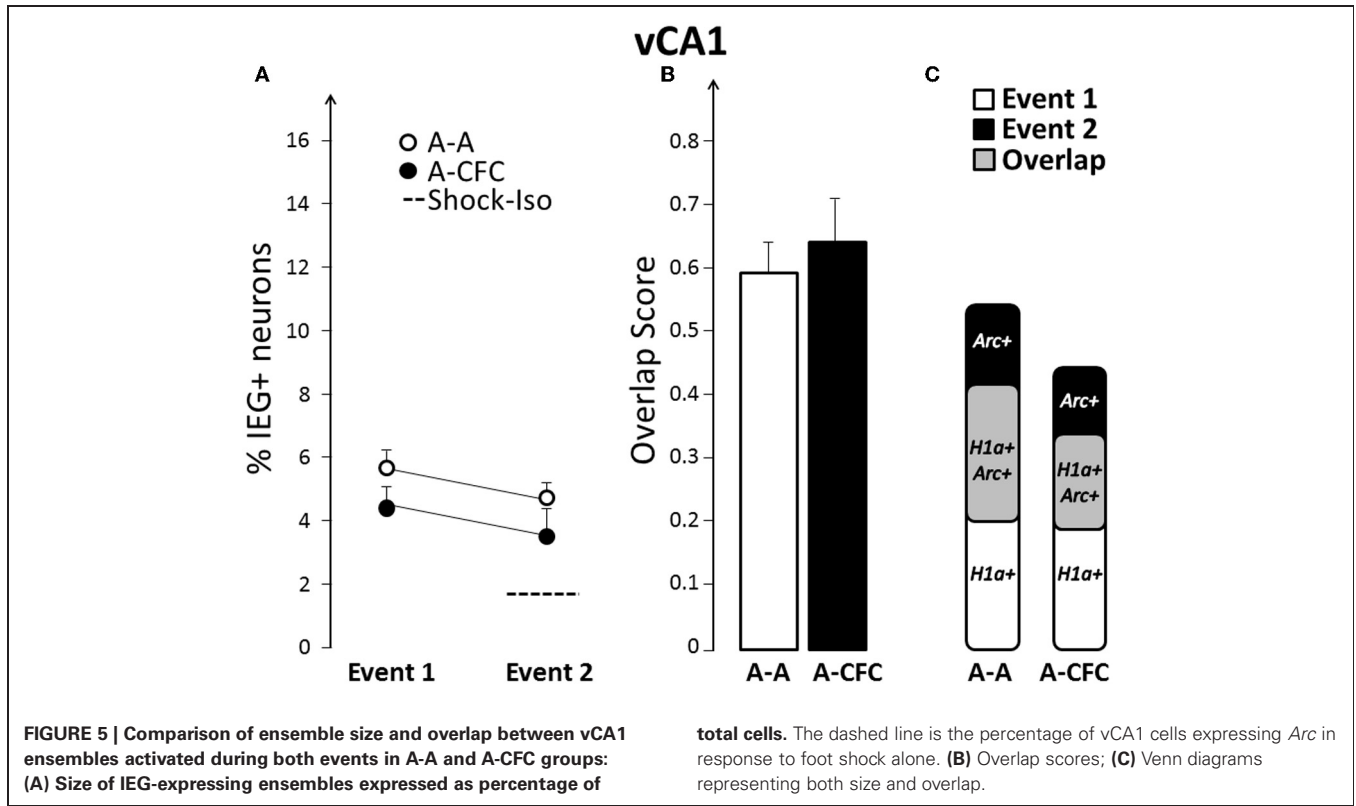 vCA1
A
16
14
12
10
8
6
4
2
0
% IEG+ neurons
A-A
A-CFC
--Shock-Iso
Event 1
Event 2
B
0.8
0.7
0.6
0.5
0.4
0.3
0.2
0.1
0
Overlap Score
A-A
A-CFC
C
Event 1
Event 2
Overlap
Arc+
H1a+
Arc+
H1a+
A-A
Arc+
H1a+
Arc+
H1a+
A-CFC
FIGURE 5 | Comparison of ensemble size and overlap between vCA1
ensembles activated during both events in A-A and A-CFC groups:
(A) Size of IEG-expressing ensembles expressed as percentage of
total cells. The dashed line is the percentage of vCA1 cells expressing Arc in
response to foot shock alone. (B) Overlap scores; (C) Venn diagrams
representing both size and overlap.